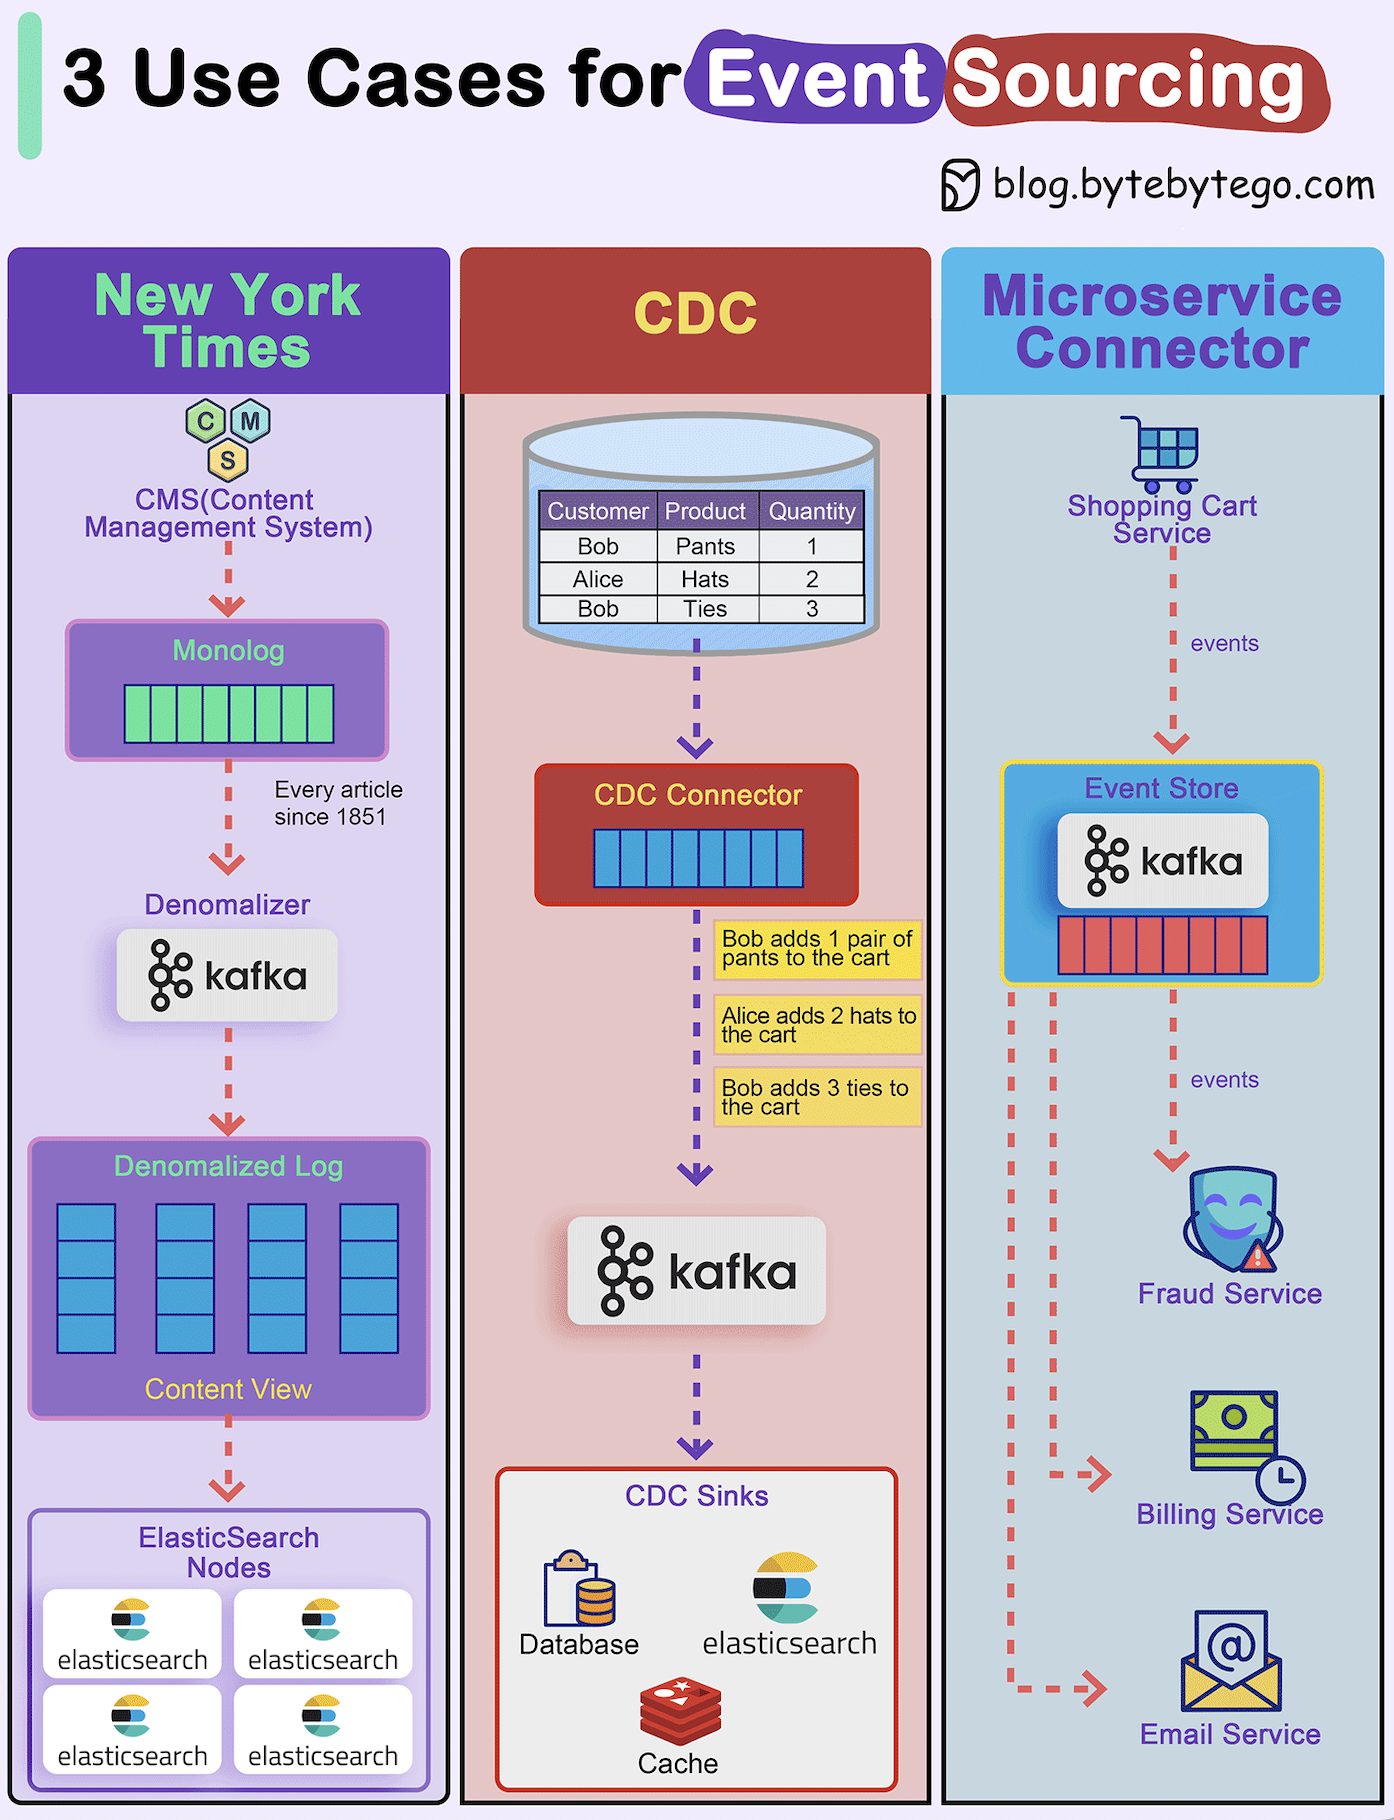 3 Use Cases for Event Sourcing
blog.bytebytego.com
New York
Times
C M
S
CMS(Content
Management System)
Monolog
Every article
since 1851
Denomalizer
kafka
Denomalized Log
Content View
ElasticSearch
Nodes
elasticsearch elasticsearch
elasticsearch elasticsearch
CDC
Customer Product Quantity
Bob Pants 1
Alice Hats 2
Bob Ties 3
CDC Connector
Bob adds 1 pair of
pants to the cart
Alice adds 2 hats to
the cart
Bob adds 3 ties to
the cart
kafka
CDC Sinks
Database
elasticsearch
Cache
Microservice
Connector
Shopping Cart
Service
events
Event Store
kafka
events
Fraud Service
Billing Service
@
Email Service